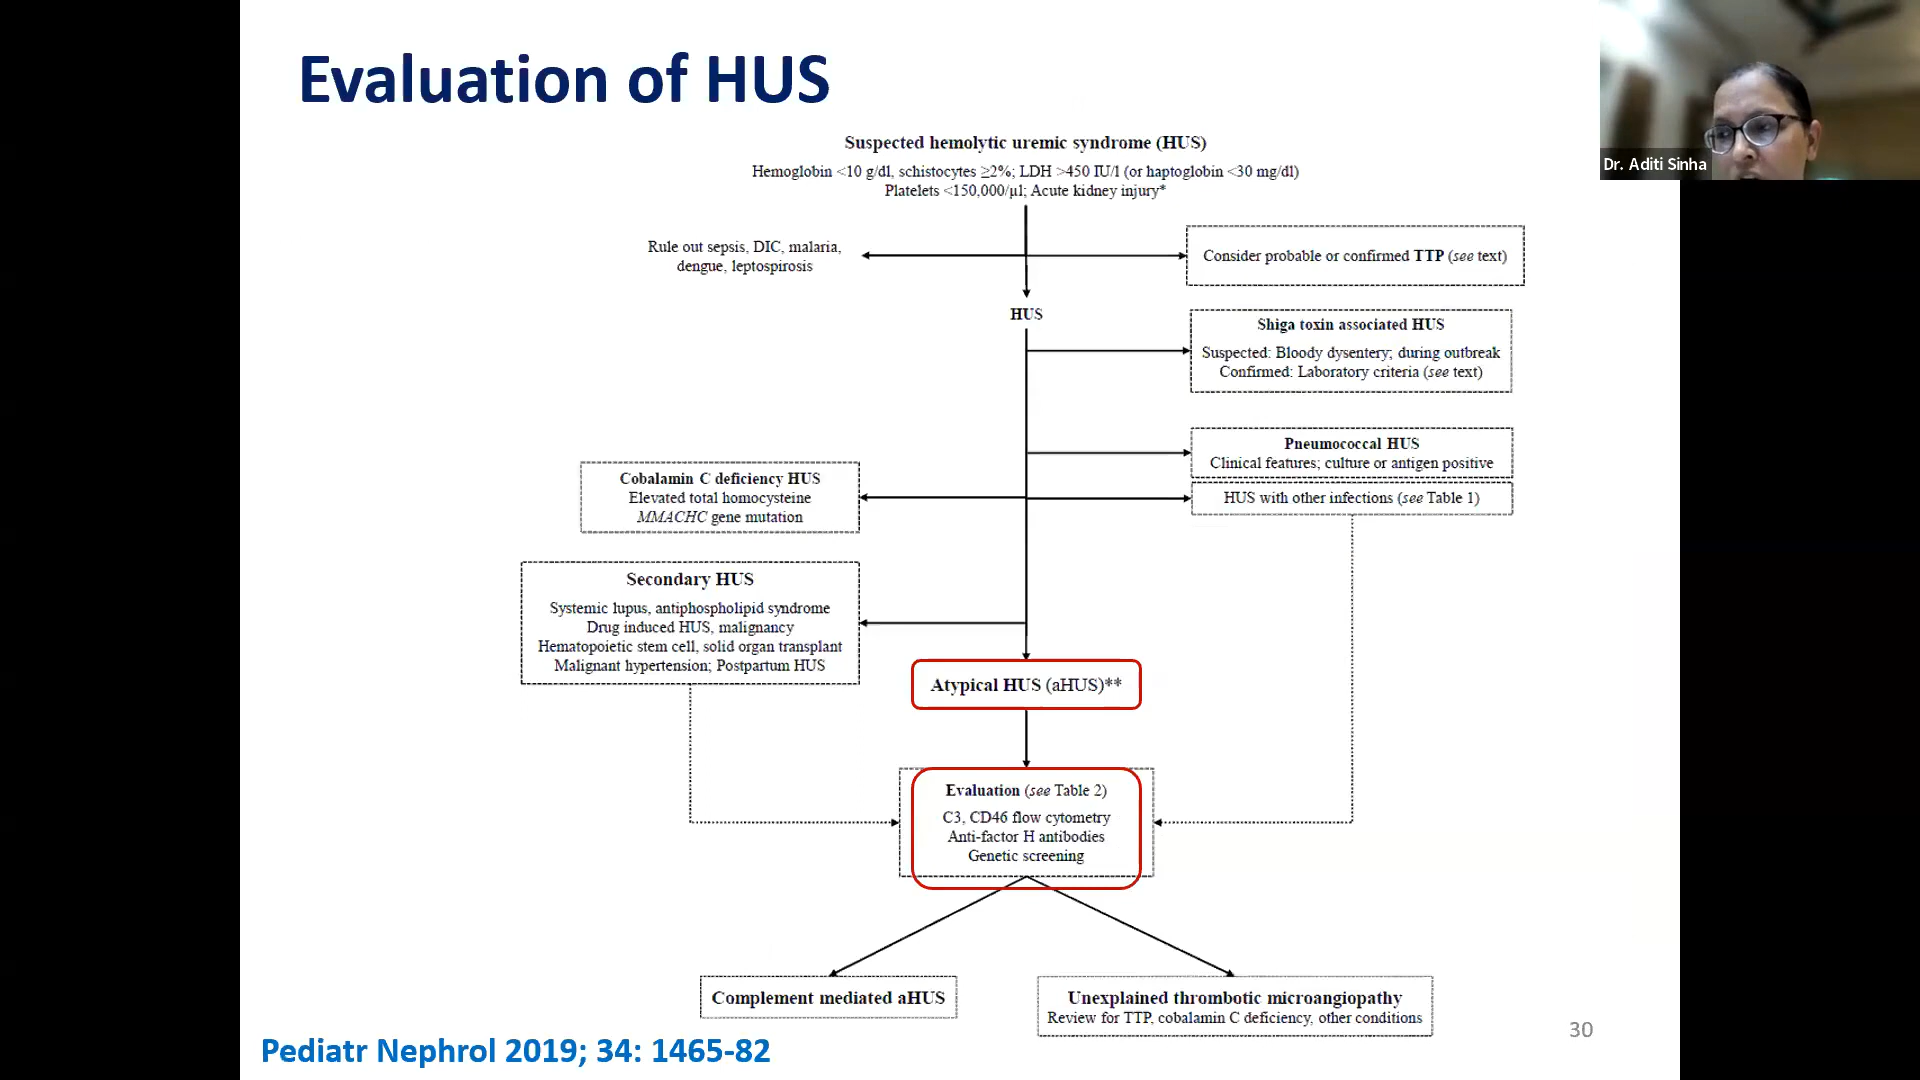 Evaluation of HUS
Dr. Aditi Sinha
Suspected hemolytic uremic syndrome (HUS)
Hemoglobin <10 g/dl, schistocytes ≥2%; LDH >450 IU/l (or haptoglobin <30 mg/dl)
Platelets <150,000/µl; Acute kidney injury*
Rule out sepsis, DIC, malaria,
dengue, leptospirosis
Consider probable or confirmed TTP (see text)
HUS
Shiga toxin associated HUS
Suspected: Bloody dysentery; during outbreak
Confirmed: Laboratory criteria (see text)
Pneumococcal HUS
Clinical features; culture or antigen positive
Cobalamin C deficiency HUS
Elevated total homocysteine
MMACHC gene mutation
HUS with other infections (see Table 1)
Secondary HUS
Systemic lupus, antiphospholipid syndrome
Drug induced HUS, malignancy
Hematopoietic stem cell, solid organ transplant
Malignant hypertension; Postpartum HUS
Atypical HUS (aHUS)**
Evaluation (see Table 2)
C3, CD46 flow cytometry
Anti-factor H antibodies
Genetic screening
Complement mediated aHUS
Unexplained thrombotic microangiopathy
Review for TTP, cobalamin C deficiency, other conditions
Pediatr Nephrol 2019; 34: 1465-82
30